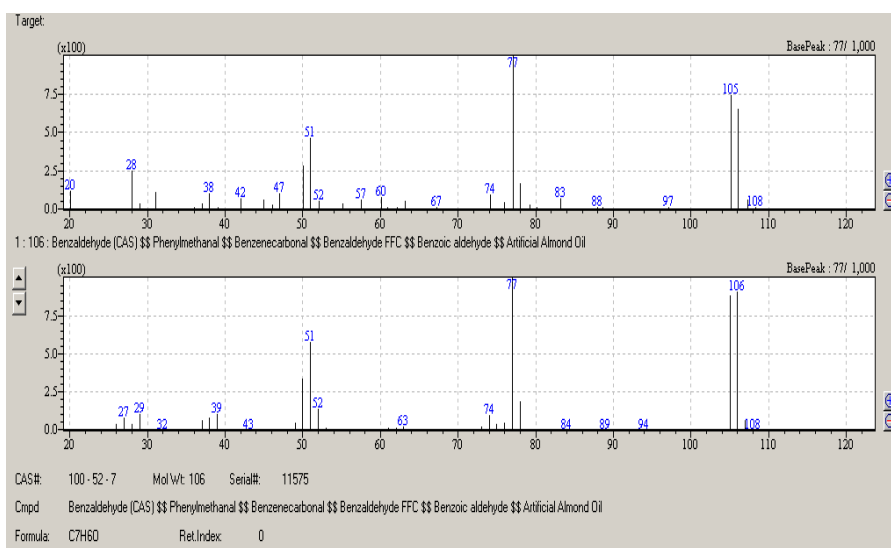 Target:
(x100) BasePeak : 77/ 1,000
77
105
7.5
5.0
51
2.5
28
20 38 42 47 52 57 60 67 74 83 88 97 108
0.0
20 30 40 50 60 70 80 90 100 110 120
1 : 106 : Benzaldehyde (CAS) $$ Phenylmethanal $$ Benzenecarbonal $$ Benzaldehyde FFC $$ Benzoic aldehyde $$ Artificial Almond Oil
(x100) BasePeak : 77/ 1,000
77 106
7.5
51
5.0
2.5
27 29 32 39 43 52 63 74 84 89 94 108
0.0
20 30 40 50 60 70 80 90 100 110 120
CAS#: 100 - 52 - 7 Mol Wt: 106 Serial#: 11575
Cmpd Benzaldehyde (CAS) $$ Phenylmethanal $$ Benzenecarbonal $$ Benzaldehyde FFC $$ Benzoic aldehyde $$ Artificial Almond Oil
Formula: C7H6O Ret.Index: 0